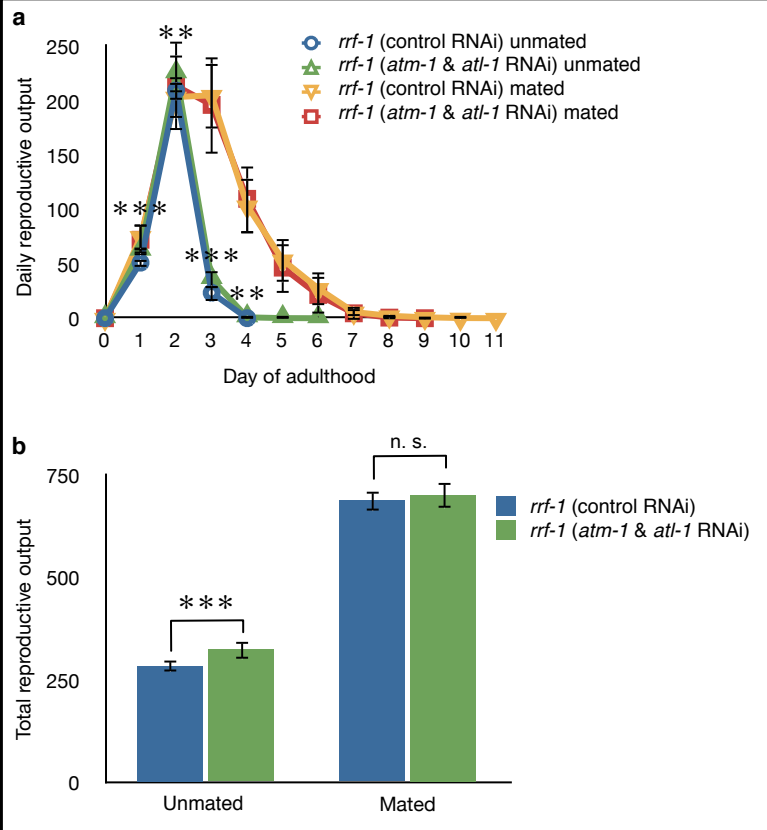 a
250
200
150
100
50
0
Daily reproductive output
**
***
***
**
rrf-1 (control RNAi) unmated
rrf-1 (atm-1 & atl-1 RNAi) unmated
rrf-1 (control RNAi) mated
rrf-1 (atm-1 & atl-1 RNAi) mated
0 1 2 3 4 5 6 7 8 9 10 11
Day of adulthood
b
n. s.
750
500
250
0
Total reproductive output
***
rrf-1 (control RNAi)
rrf-1 (atm-1 & atl-1 RNAi)
Unmated Mated